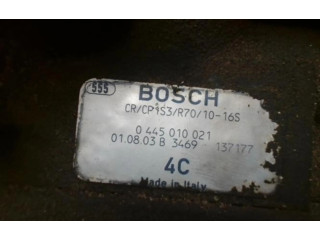 555
BOSCH
CR/CP1S3/R70/10-16S
0 445 010 021
01.08.03 B 3469 137177
4C
Made in Italy